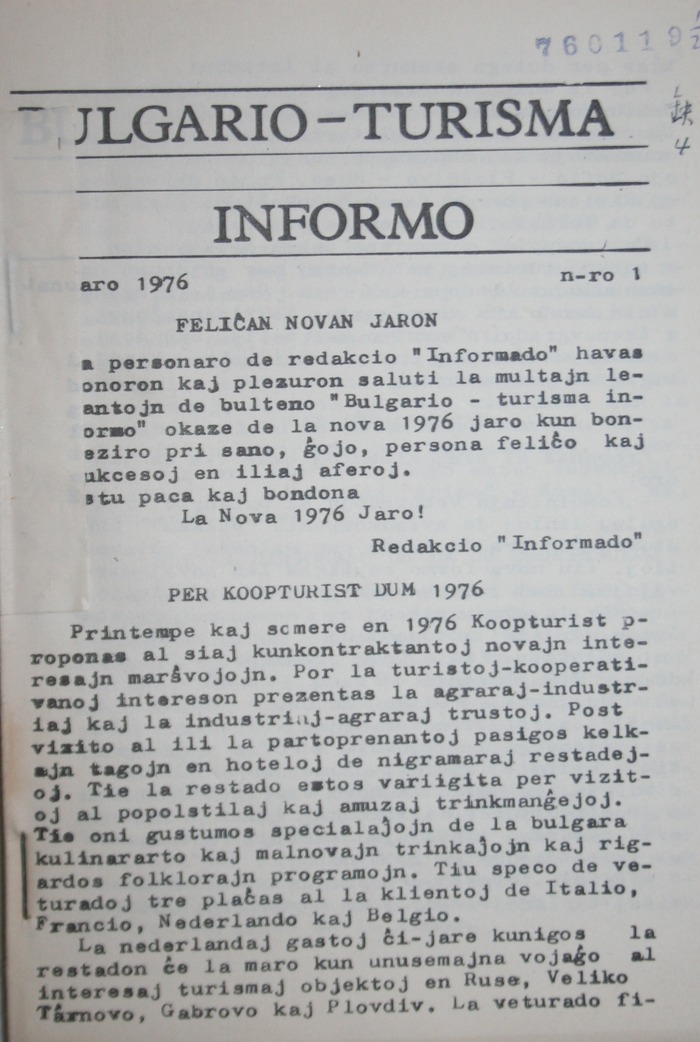 7601192
缺
4
BULGARIO-TURISMA
INFORMO
aro 1976 n-ro 1
FELIĈAN NOVAN JARON
a personaro de redakcio "Informado" havas
onoron kaj plezuron saluti la multajn le-
antojn de bulteno "Bulgario - turisma in-
ormo" okaze de la nova 1976 jaro kun bon-
eziro pri sano, ĝojo, persona feliĉo kaj
ukcesoj en iliaj aferoj.
stu paca kaj bondona
La Nova 1976 Jaro!
Redakcio "Informado"
PER KOOPTURIST DUM 1976
Printempe kaj somere en 1976 Koopturist p-
roponas al siaj kunkontraktantoj novajn inte-
resajn marŝvojojn. Por la turistoj-kooperati-
vanoj intereson prezentas la agraraj-industr-
iaj kaj la industriaj-agraraj trustoj. Post
vizito al ili la partoprenantoj pasigos kelk-
ajn tagojn en hoteloj de nigramaraj restadej-
oj. Tie la restado estos variigita per vizit-
oj al popolstilaj kaj amuzaj trinkmanĝejoj.
Tie oni gustumos specialaĵojn de la bulgara
kulinararto kaj malnovajn trinkaĵojn kaj rig-
ardos folklorajn programojn. Tiu speco de ve-
turadoj tre plaĉas al la klientoj de Italio,
Francio, Nederlando kaj Belgio.
La nederlandaj gastoj ĉi-jare kunigos la
restadon ĉe la maro kun unusemajna vojaĝo al
interesaj turismaj objektoj en Ruse, Veliko
Târnovo, Gabrovo kaj Plovdiv. La veturado fi-